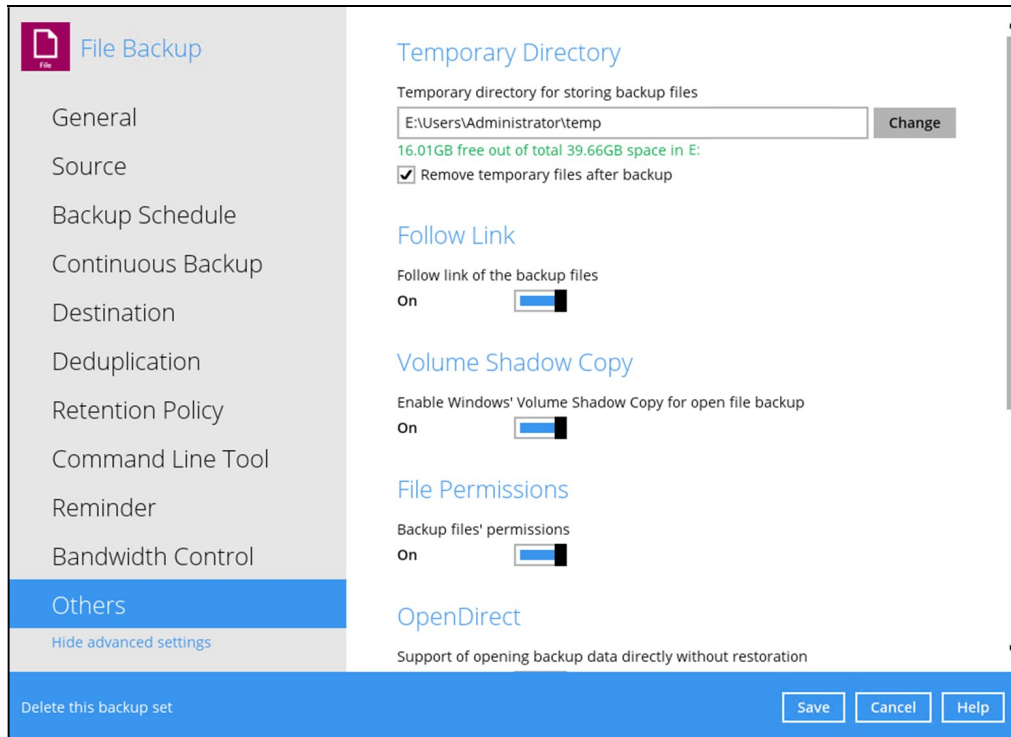 File Backup
File
General
Source
Backup Schedule
Continuous Backup
Destination
Deduplication
Retention Policy
Command Line Tool
Reminder
Bandwidth Control
Others
Hide advanced settings
Temporary Directory
Temporary directory for storing backup files
E:\Users\Administrator\temp
Change
16.01GB free out of total 39.66GB space in E:
Remove temporary files after backup
Follow Link
Follow link of the backup files
On
Volume Shadow Copy
Enable Windows' Volume Shadow Copy for open file backup
On
File Permissions
Backup files' permissions
On
OpenDirect
Support of opening backup data directly without restoration
Delete this backup set
Save
Cancel
Help